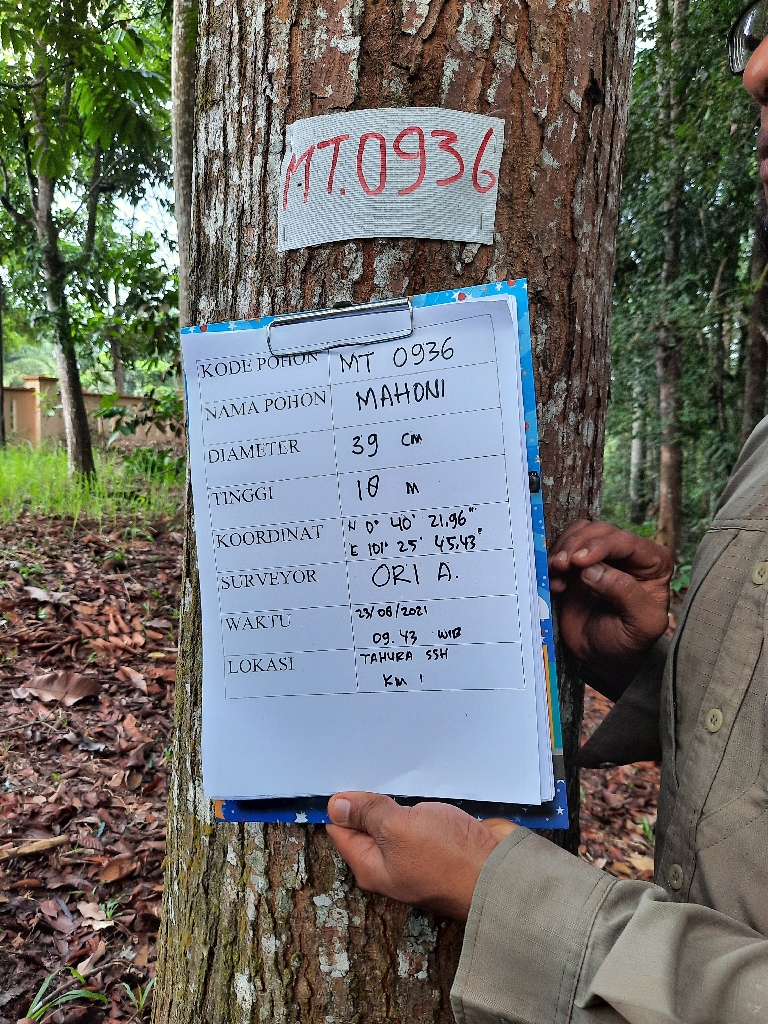 MT.0936
KODE POHON MT 0936
NAMA POHON MAHONI
DIAMETER 39 cm
TINGGI 10 m
KOORDINAT N 0° 40' 21,96"
E 101° 25' 45,43"
SURVEYOR ORI A.
WAKTU 23/08/2021
09.43 WIB
LOKASI TAHURA SSH
KM 1